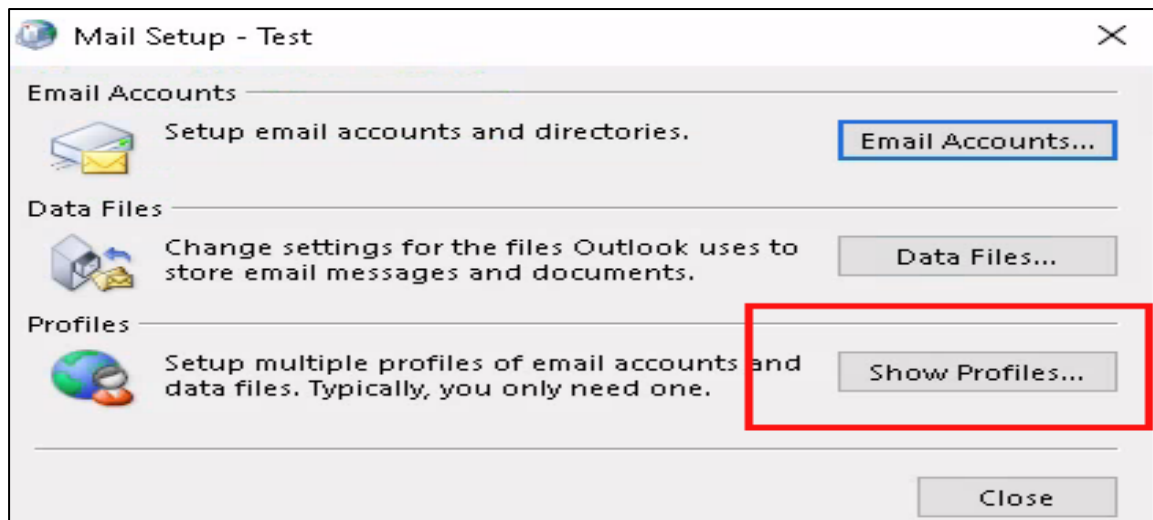 Mail Setup - Test
Email Accounts
Setup email accounts and directories.
Email Accounts...
Data Files
Change settings for the files Outlook uses to
store email messages and documents.
Data Files...
Profiles
Setup multiple profiles of email accounts and
data files. Typically, you only need one.
Show Profiles...
Close